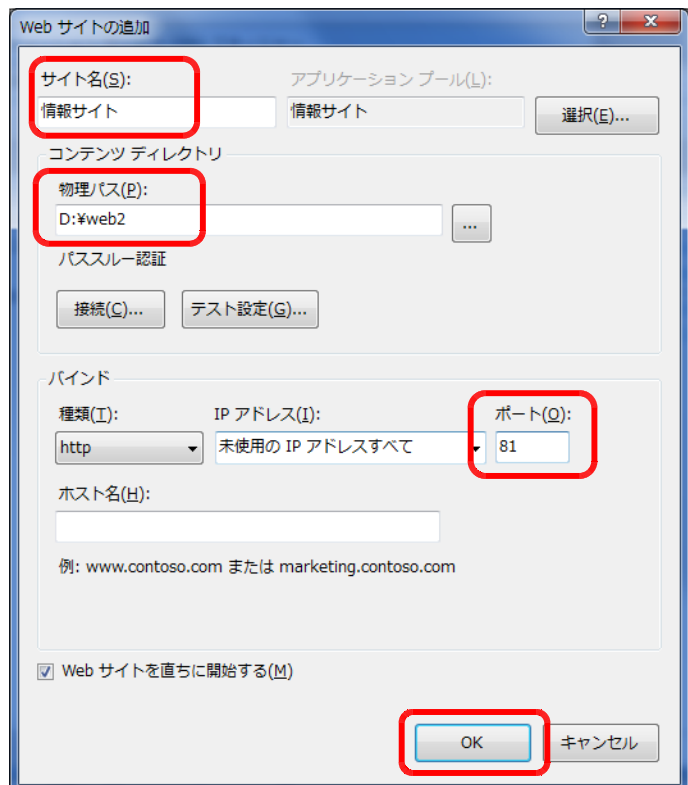 Web サイトの追加
サイト名(S):
アプリケーション プール(L):
情報サイト
情報サイト
選択(E)...
コンテンツ ディレクトリ
物理パス(P):
D:¥web2
...
パススルー認証
接続(C)...
テスト設定(G)...
バインド
種類(T):
IP アドレス(I):
ポート(O):
http
未使用の IP アドレスすべて
81
ホスト名(H):
例: www.contoso.com または marketing.contoso.com
Web サイトを直ちに開始する(M)
OK
キャンセル